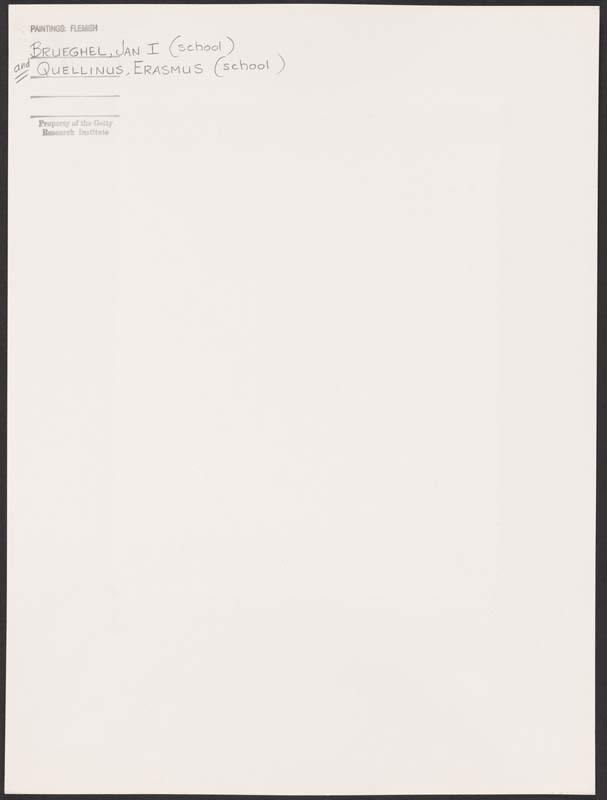 PAINTINGS: FLEMISH
BRUEGHEL, JAN I (school)
and QUELLINUS, ERASMUS (school)
Property of the Getty
Research Institute